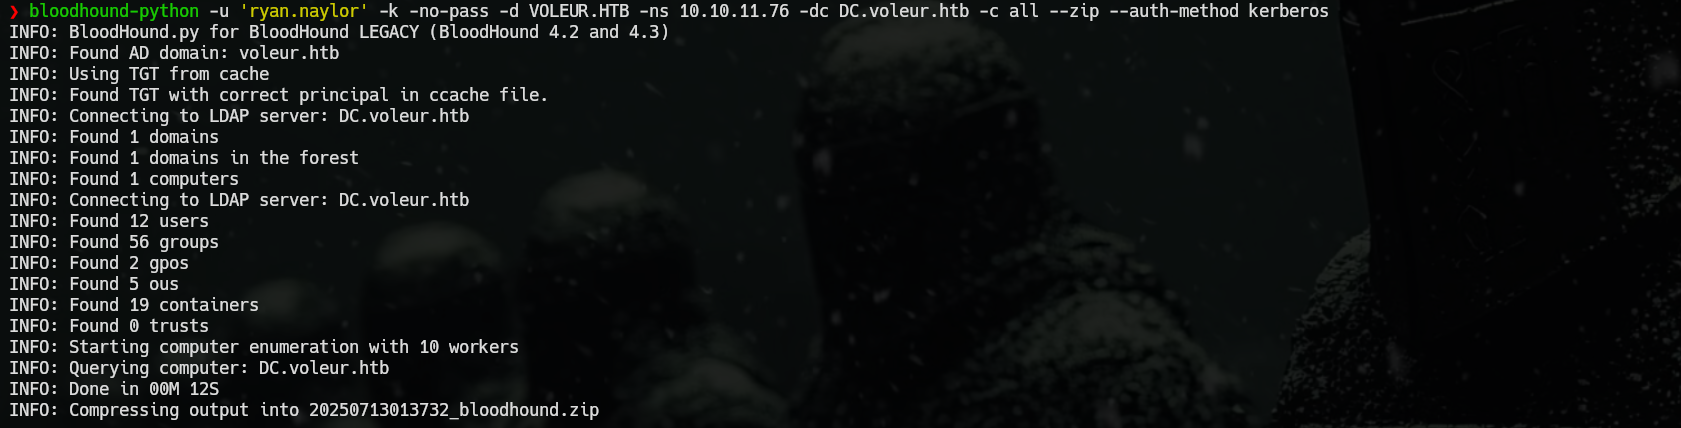 ❯ bloodhound-python -u 'ryan.naylor' -k -no-pass -d VOLEUR.HTB -ns 10.10.11.76 -dc DC.voleur.htb -c all --zip --auth-method kerberos
INFO: BloodHound.py for BloodHound LEGACY (BloodHound 4.2 and 4.3)
INFO: Found AD domain: voleur.htb
INFO: Using TGT from cache
INFO: Found TGT with correct principal in ccache file.
INFO: Connecting to LDAP server: DC.voleur.htb
INFO: Found 1 domains
INFO: Found 1 domains in the forest
INFO: Found 1 computers
INFO: Connecting to LDAP server: DC.voleur.htb
INFO: Found 12 users
INFO: Found 56 groups
INFO: Found 2 gpos
INFO: Found 5 ous
INFO: Found 19 containers
INFO: Found 0 trusts
INFO: Starting computer enumeration with 10 workers
INFO: Querying computer: DC.voleur.htb
INFO: Done in 00M 12S
INFO: Compressing output into 20250713013732_bloodhound.zip